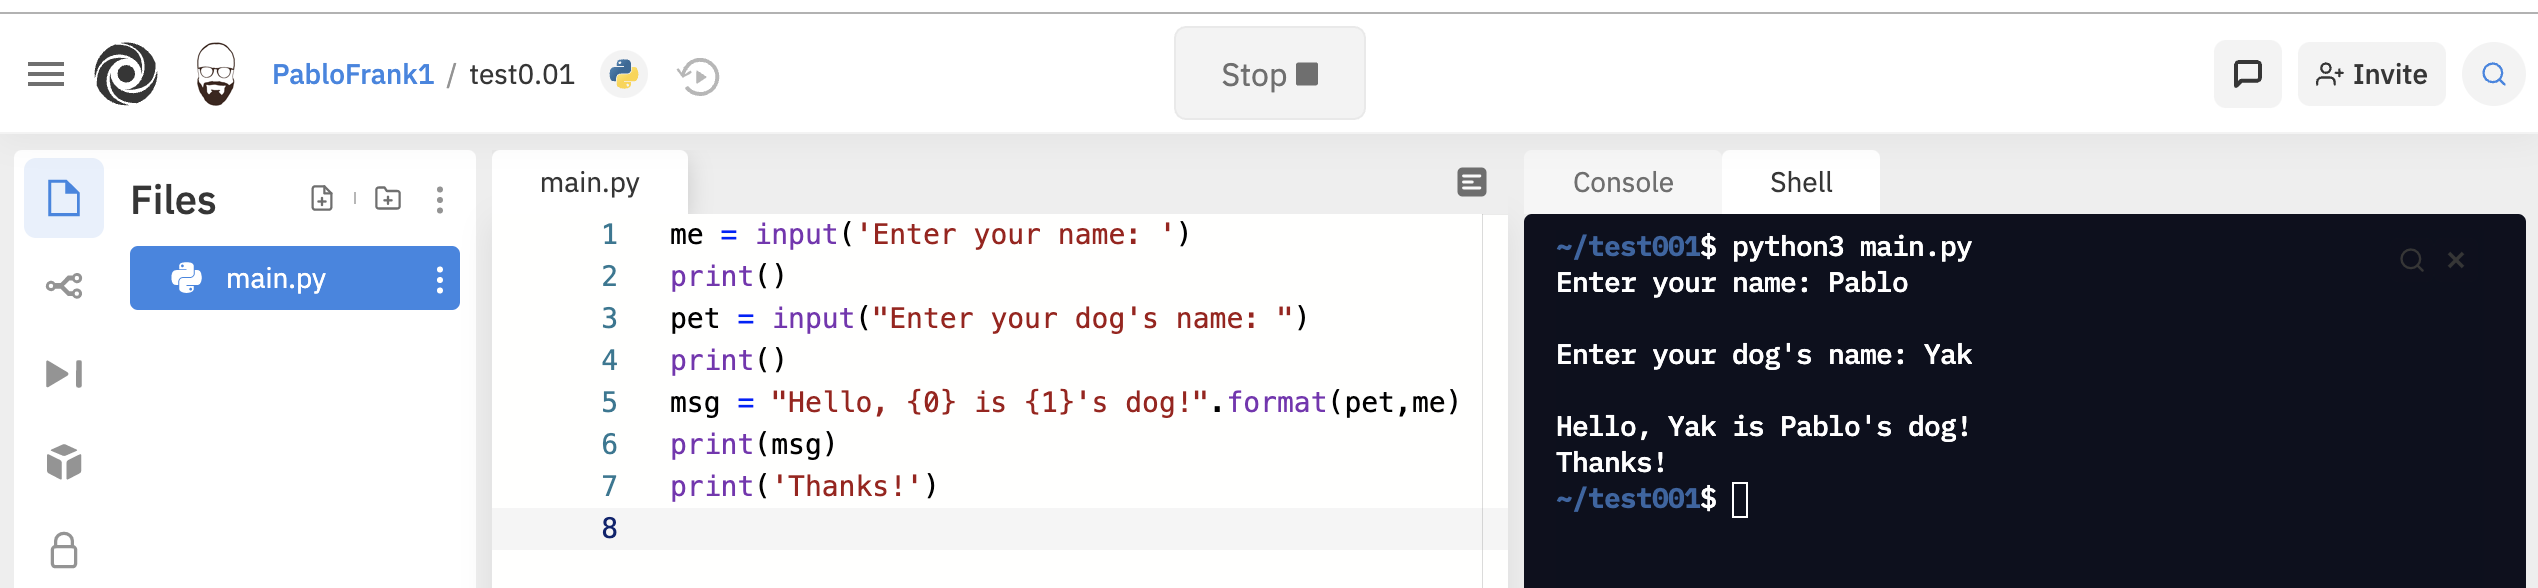 PabloFrank1 / test0.01
Stop
Invite
Files
main.py
main.py
1 me = input('Enter your name: ')
2 print()
3 pet = input("Enter your dog's name: ")
4 print()
5 msg = "Hello, {0} is {1}'s dog!".format(pet,me)
6 print(msg)
7 print('Thanks!')
8
Console Shell
~/test001$ python3 main.py
Enter your name: Pablo
Enter your dog's name: Yak
Hello, Yak is Pablo's dog!
Thanks!
~/test001$